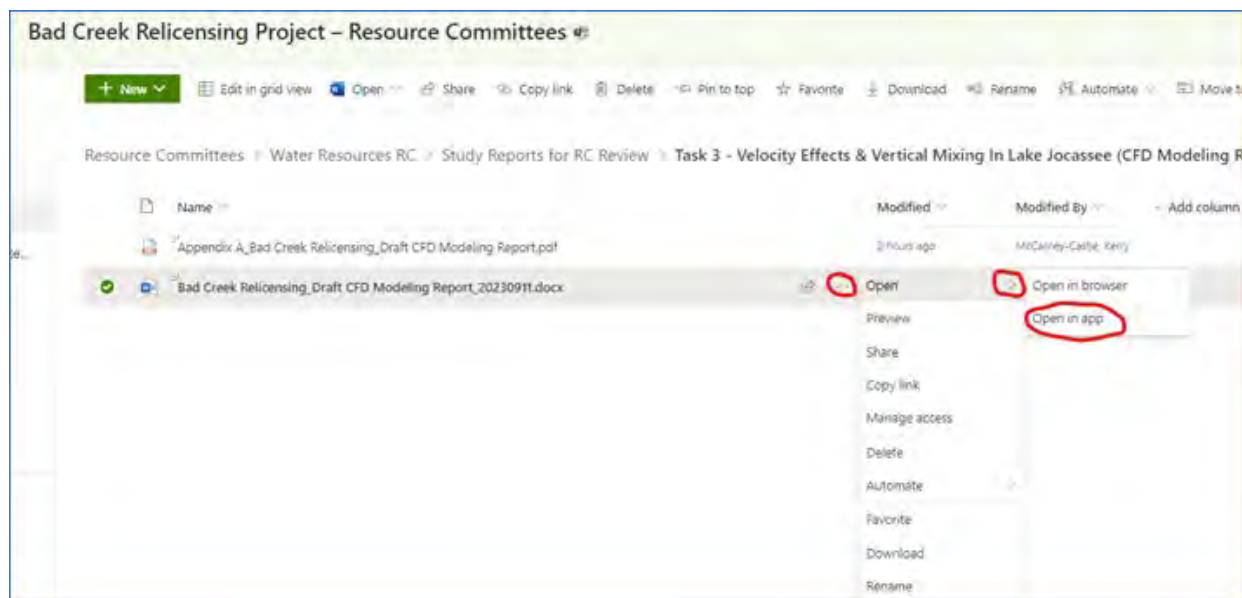 Bad Creek Relicensing Project – Resource Committees
+ New Edit in grid view Open Share Copy link Delete Pin to top Favorite Download Rename Automate Move
Resource Committees > Water Resources RC > Study Reports for RC Review > Task 3 - Velocity Effects & Vertical Mixing In Lake Jocassee (CFD Modeling R
Name Modified Modified By Add column
Appendix A_Bad Creek Relicensing_Draft CFD Modeling Report.pdf 2 hours ago McCarney-Castle, Kerry
Bad Creek Relicensing_Draft CFD Modeling Report_20230911.docx Open Open in browser
Preview Open in app
Share
Copy link
Manage access
Delete
Automate
Favorite
Download
Rename